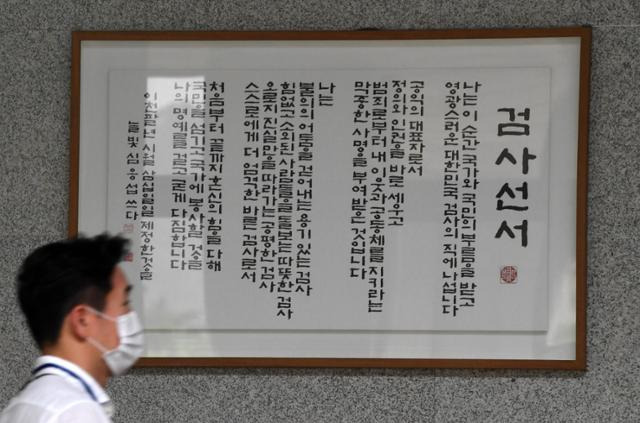 검사선서
나는 이 순간 국가와 국민의 부름을 받고
영광스러운 대한민국 검사의 직에 나섭니다
공익의 대표자로서
정의와 인권을 바로 세우고
범죄로부터 내 이웃과 공동체를 지키라는
막중한 사명을 부여받은 것입니다
나는
불의의 어둠을 걷어내는 용기 있는 검사
힘없고 소외된 사람들을 돌보는 따뜻한 검사
오로지 진실만을 따라가는 공평한 검사
스스로에게 더 엄격한 바른 검사로서
처음부터 끝까지 혼신의 힘을 다해
국민을 섬기고 국가에 봉사할 것을
나의 명예를 걸고 굳게 다짐합니다
이천팔년 시월 삼십일일 제정한 것을
늘빛 심응섭 쓰다